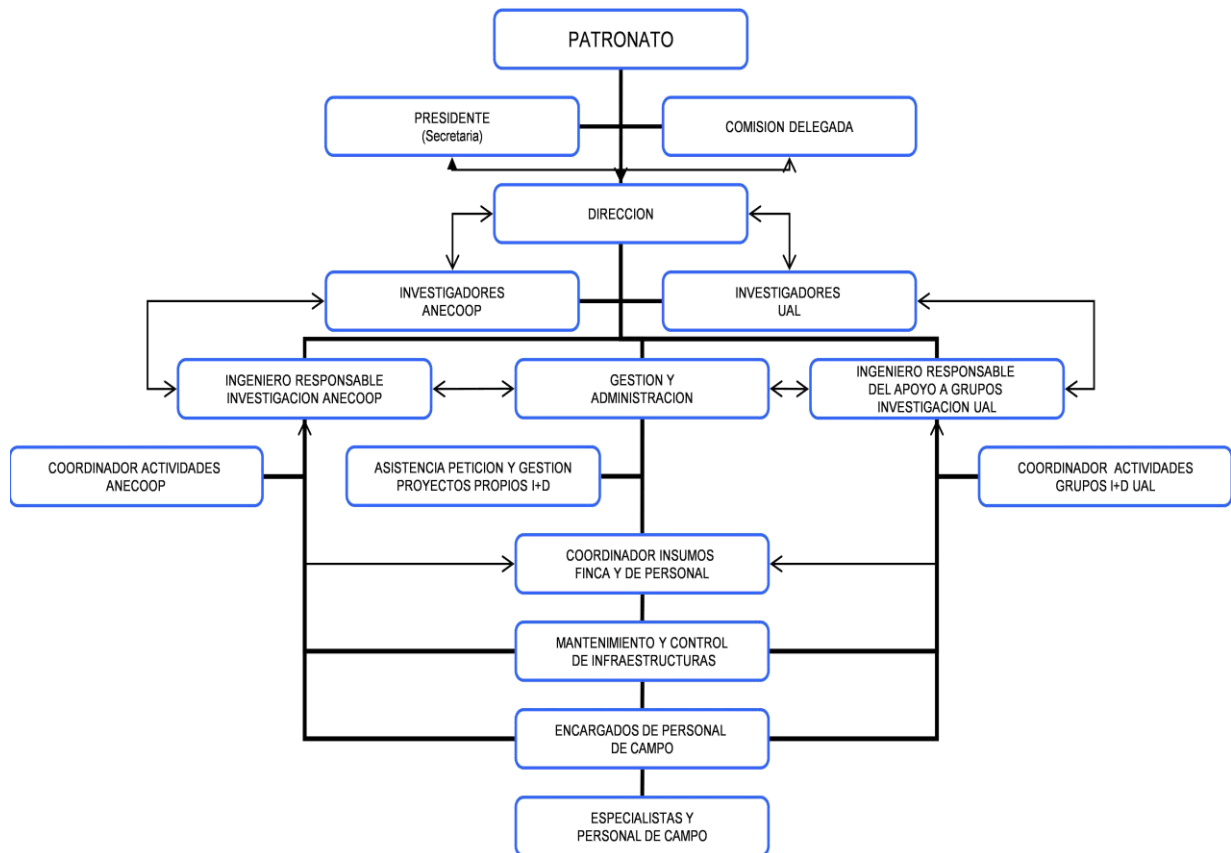 PATRONATO
PRESIDENTE
(Secretaria)
COMISION DELEGADA
DIRECCION
INVESTIGADORES
ANECOOP
INVESTIGADORES
UAL
INGENIERO RESPONSABLE
INVESTIGACION ANECOOP
GESTION Y
ADMINISTRACION
INGENIERO RESPONSABLE
DEL APOYO A GRUPOS
INVESTIGACION UAL
COORDINADOR ACTIVIDADES
ANECOOP
ASISTENCIA PETICION Y GESTION
PROYECTOS PROPIOS I+D
COORDINADOR ACTIVIDADES
GRUPOS I+D UAL
COORDINADOR INSUMOS
FINCA Y DE PERSONAL
MANTENIMIENTO Y CONTROL
DE INFRAESTRUCTURAS
ENCARGADOS DE PERSONAL
DE CAMPO
ESPECIALISTAS Y
PERSONAL DE CAMPO